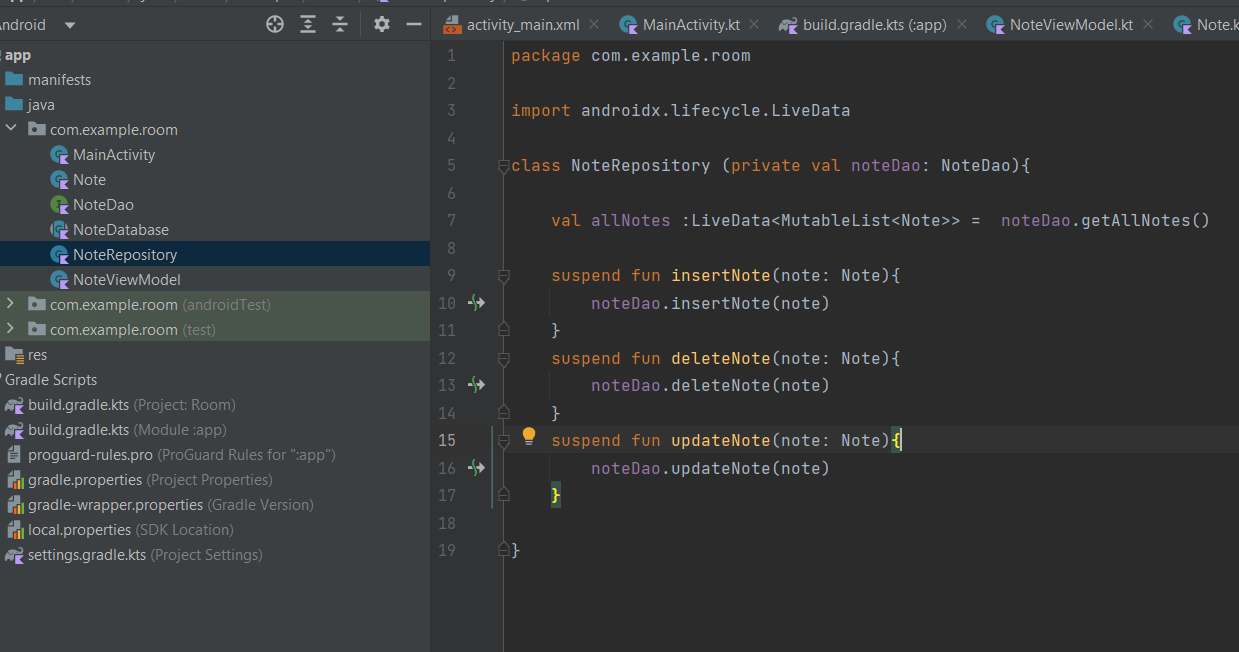 Android
app
manifests
java
com.example.room
MainActivity
Note
NoteDao
NoteDatabase
NoteRepository
NoteViewModel
com.example.room (androidTest)
com.example.room (test)
res
Gradle Scripts
build.gradle.kts (Project: Room)
build.gradle.kts (Module :app)
proguard-rules.pro (ProGuard Rules for ":app")
gradle.properties (Project Properties)
gradle-wrapper.properties (Gradle Version)
local.properties (SDK Location)
settings.gradle.kts (Project Settings)
activity_main.xml MainActivity.kt build.gradle.kts (:app) NoteViewModel.kt Note.k
1 package com.example.room
2
3 import androidx.lifecycle.LiveData
4
5 class NoteRepository (private val noteDao: NoteDao){
6
7 val allNotes :LiveData<MutableList<Note>> =  noteDao.getAllNotes()
8
9 suspend fun insertNote(note: Note){
10 noteDao.insertNote(note)
11 }
12 suspend fun deleteNote(note: Note){
13 noteDao.deleteNote(note)
14 }
15 suspend fun updateNote(note: Note){
16 noteDao.updateNote(note)
17 }
18
19 }